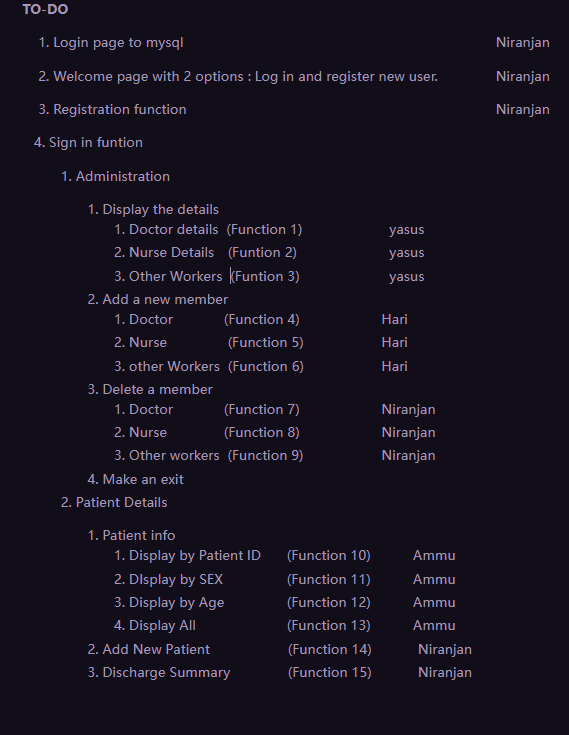 TO-DO
1. Login page to mysql Niranjan
2. Welcome page with 2 options : Log in and register new user. Niranjan
3. Registration function Niranjan
4. Sign in funtion
1. Administration
1. Display the details
1. Doctor details (Function 1) yasus
2. Nurse Details (Funtion 2) yasus
3. Other Workers (Funtion 3) yasus
2. Add a new member
1. Doctor (Function 4) Hari
2. Nurse (Function 5) Hari
3. other Workers (Function 6) Hari
3. Delete a member
1. Doctor (Function 7) Niranjan
2. Nurse (Function 8) Niranjan
3. Other workers (Function 9) Niranjan
4. Make an exit
2. Patient Details
1. Patient info
1. Display by Patient ID (Function 10) Ammu
2. DIsplay by SEX (Function 11) Ammu
3. Display by Age (Function 12) Ammu
4. Display All (Function 13) Ammu
2. Add New Patient (Function 14) Niranjan
3. Discharge Summary (Function 15) Niranjan